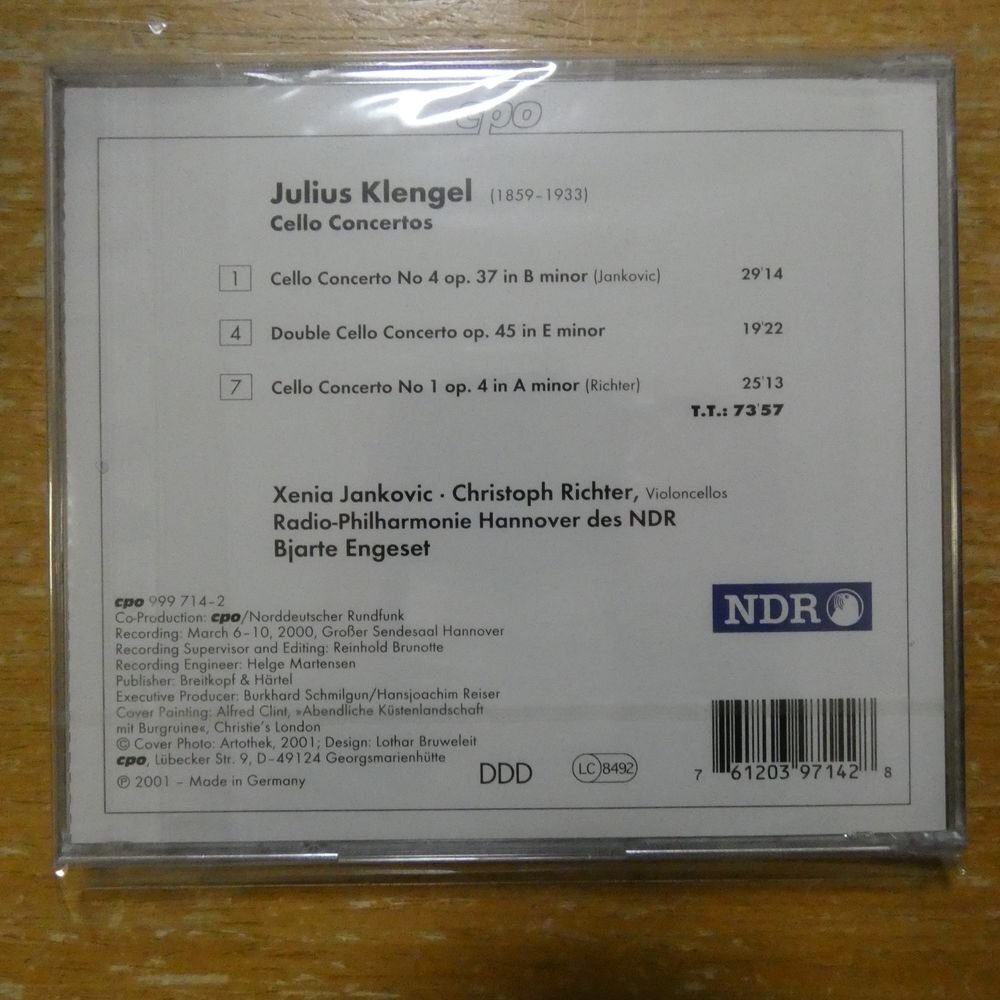 cpo
Julius Klengel (1859-1933)
Cello Concertos
1 Cello Concerto No 4 op. 37 in B minor (Jankovic) 29'14
4 Double Cello Concerto op. 45 in E minor 19'22
7 Cello Concerto No 1 op. 4 in A minor (Richter) 25'13
T.T.: 73'57
Xenia Jankovic · Christoph Richter, Violoncellos
Radio-Philharmonie Hannover des NDR
Bjarte Engeset
NDR
cpo 999 714-2
Co-Production: cpo/Norddeutscher Rundfunk
Recording: March 6-10, 2000, Großer Sendesaal Hannover
Recording Supervisor and Editing: Reinhold Brunotte
Recording Engineer: Helge Martensen
Publisher: Breitkopf & Härtel
Executive Producer: Burkhard Schmilgun/Hansjoachim Reiser
Cover Painting: Alfred Clint, »Abendliche Küstenlandschaft
mit Burgruine«, Christie's London
© Cover Photo: Artothek, 2001; Design: Lothar Bruweleit
cpo, Lübecker Str. 9, D-49124 Georgsmarienhütte
℗ 2001 – Made in Germany
DDD
LC 8492
7 61203 97142 8